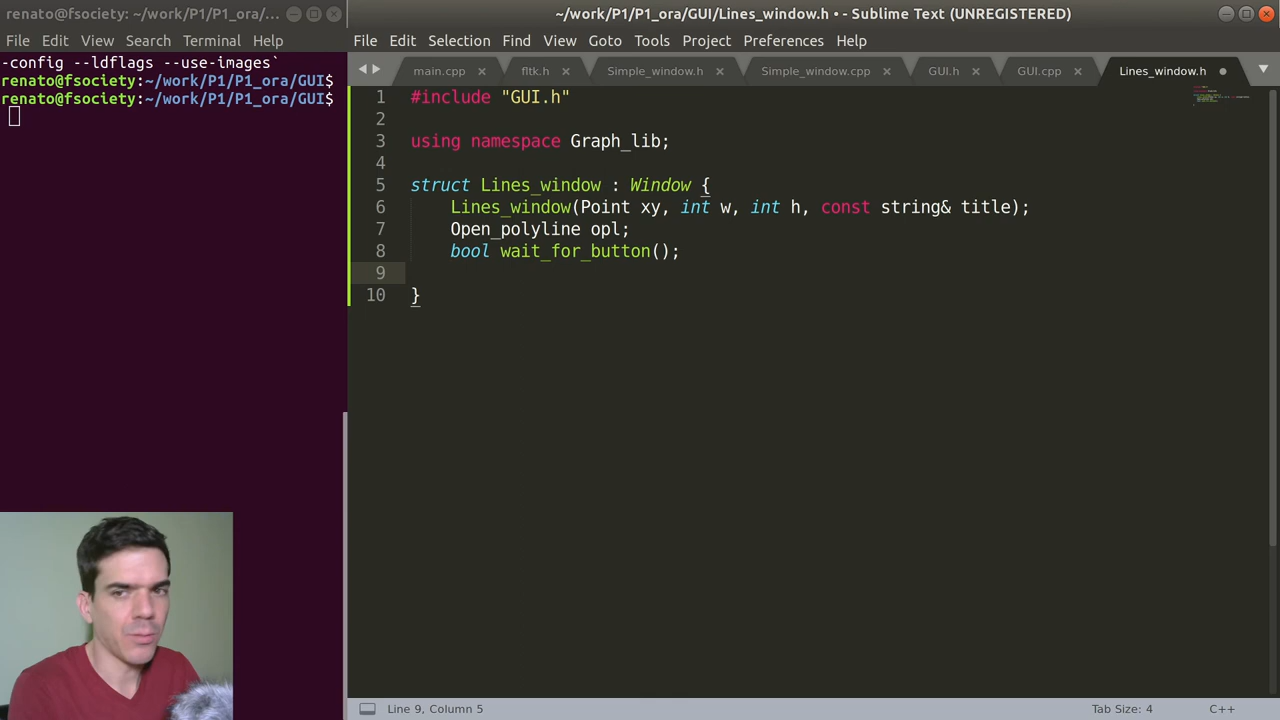 renato@fsociety: ~/work/P1/P1_ora/...
File Edit View Search Terminal Help
-config --ldflags --use-images`
renato@fsociety:~/work/P1/P1_ora/GUI$
renato@fsociety:~/work/P1/P1_ora/GUI$
~/work/P1/P1_ora/GUI/Lines_window.h • - Sublime Text (UNREGISTERED)
File Edit Selection Find View Goto Tools Project Preferences Help
main.cpp fltk.h Simple_window.h Simple_window.cpp GUI.h GUI.cpp Lines_window.h
1 #include "GUI.h"
2
3 using namespace Graph_lib;
4
5 struct Lines_window : Window {
6 Lines_window(Point xy, int w, int h, const string& title);
7 Open_polyline opl;
8 bool wait_for_button();
9
10 }
Line 9, Column 5 Tab Size: 4 C++